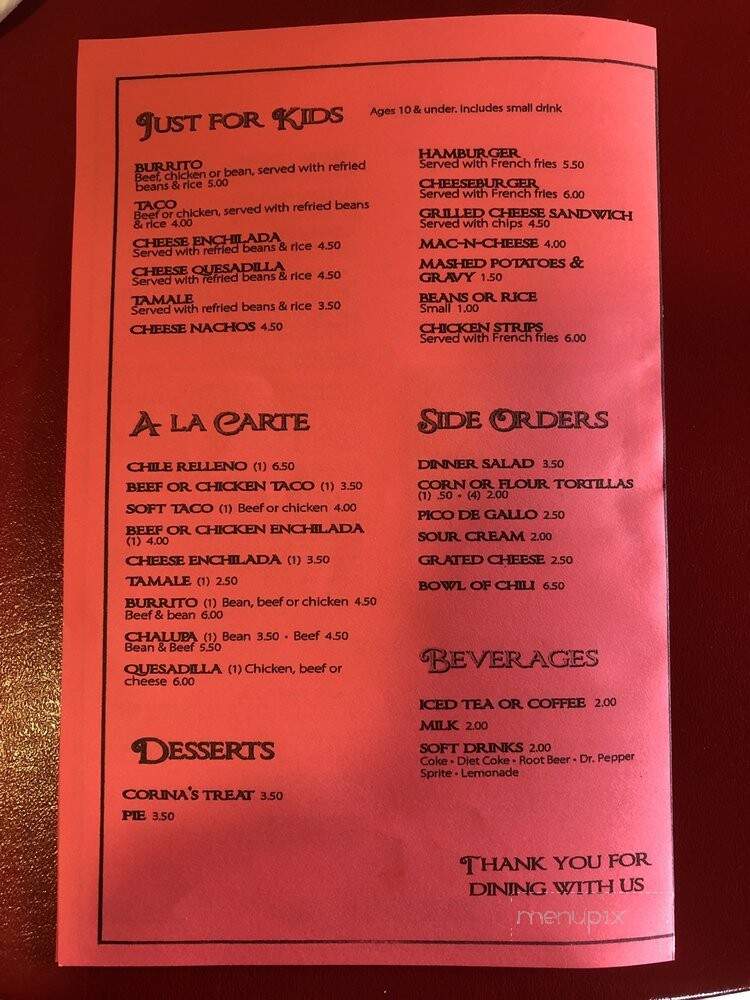 JUST FOR KIDS Ages 10 & under. Includes small drink
BURRITO
Beef, chicken or bean, served with refried
beans & rice 5.00
TACO
Beef or chicken, served with refried beans
& rice 4.00
CHEESE ENCHILADA
Served with refried beans & rice 4.50
CHEESE QUESADILLA
Served with refried beans & rice 4.50
TAMALE
Served with refried beans & rice 3.50
CHEESE NACHOS 4.50
HAMBURGER
Served with French fries 5.50
CHEESEBURGER
Served with French fries 6.00
GRILLED CHEESE SANDWICH
Served with chips 4.50
MAC-N-CHEESE 4.00
MASHED POTATOES &
GRAVY 1.50
BEANS OR RICE
Small 1.00
CHICKEN STRIPS
Served with French fries 6.00
A LA CARTE
CHILE RELLENO (1) 6.50
BEEF OR CHICKEN TACO (1) 3.50
SOFT TACO (1) Beef or chicken 4.00
BEEF OR CHICKEN ENCHILADA
(1) 4.00
CHEESE ENCHILADA (1) 3.50
TAMALE (1) 2.50
BURRITO (1) Bean, beef or chicken 4.50
Beef & bean 6.00
CHALUPA (1) Bean 3.50 • Beef 4.50
Bean & Beef 5.50
QUESADILLA (1) Chicken, beef or
cheese 6.00
DESSERTS
CORINA'S TREAT 3.50
PIE 3.50
SIDE ORDERS
DINNER SALAD 3.50
CORN OR FLOUR TORTILLAS
(1) .50 • (4) 2.00
PICO DE GALLO 2.50
SOUR CREAM 2.00
GRATED CHEESE 2.50
BOWL OF CHILI 6.50
BEVERAGES
ICED TEA OR COFFEE 2.00
MILK 2.00
SOFT DRINKS 2.00
Coke • Diet Coke • Root Beer • Dr. Pepper
Sprite • Lemonade
THANK YOU FOR
DINING WITH US
menupix